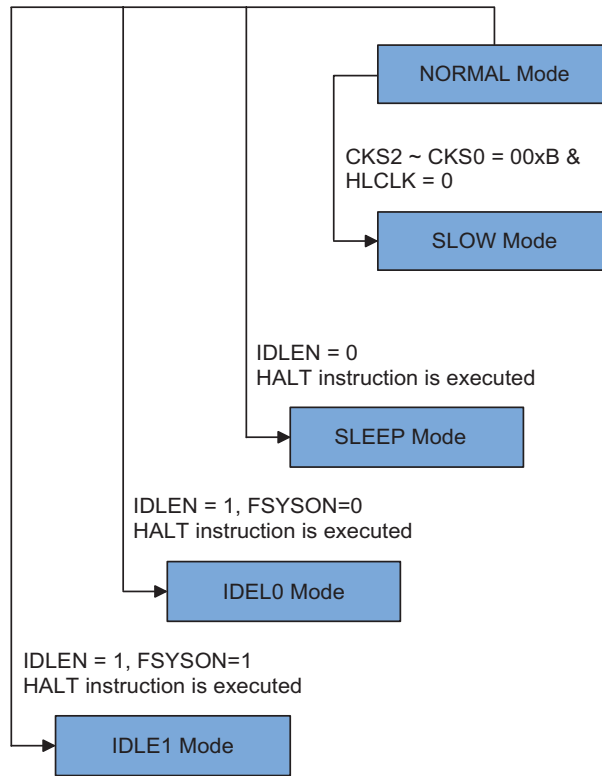 NORMAL Mode
CKS2 ~ CKS0 = 00xB &
HLCLK = 0
SLOW Mode
IDLEN = 0
HALT instruction is executed
SLEEP Mode
IDLEN = 1, FSYSON=0
HALT instruction is executed
IDEL0 Mode
IDLEN = 1, FSYSON=1
HALT instruction is executed
IDLE1 Mode